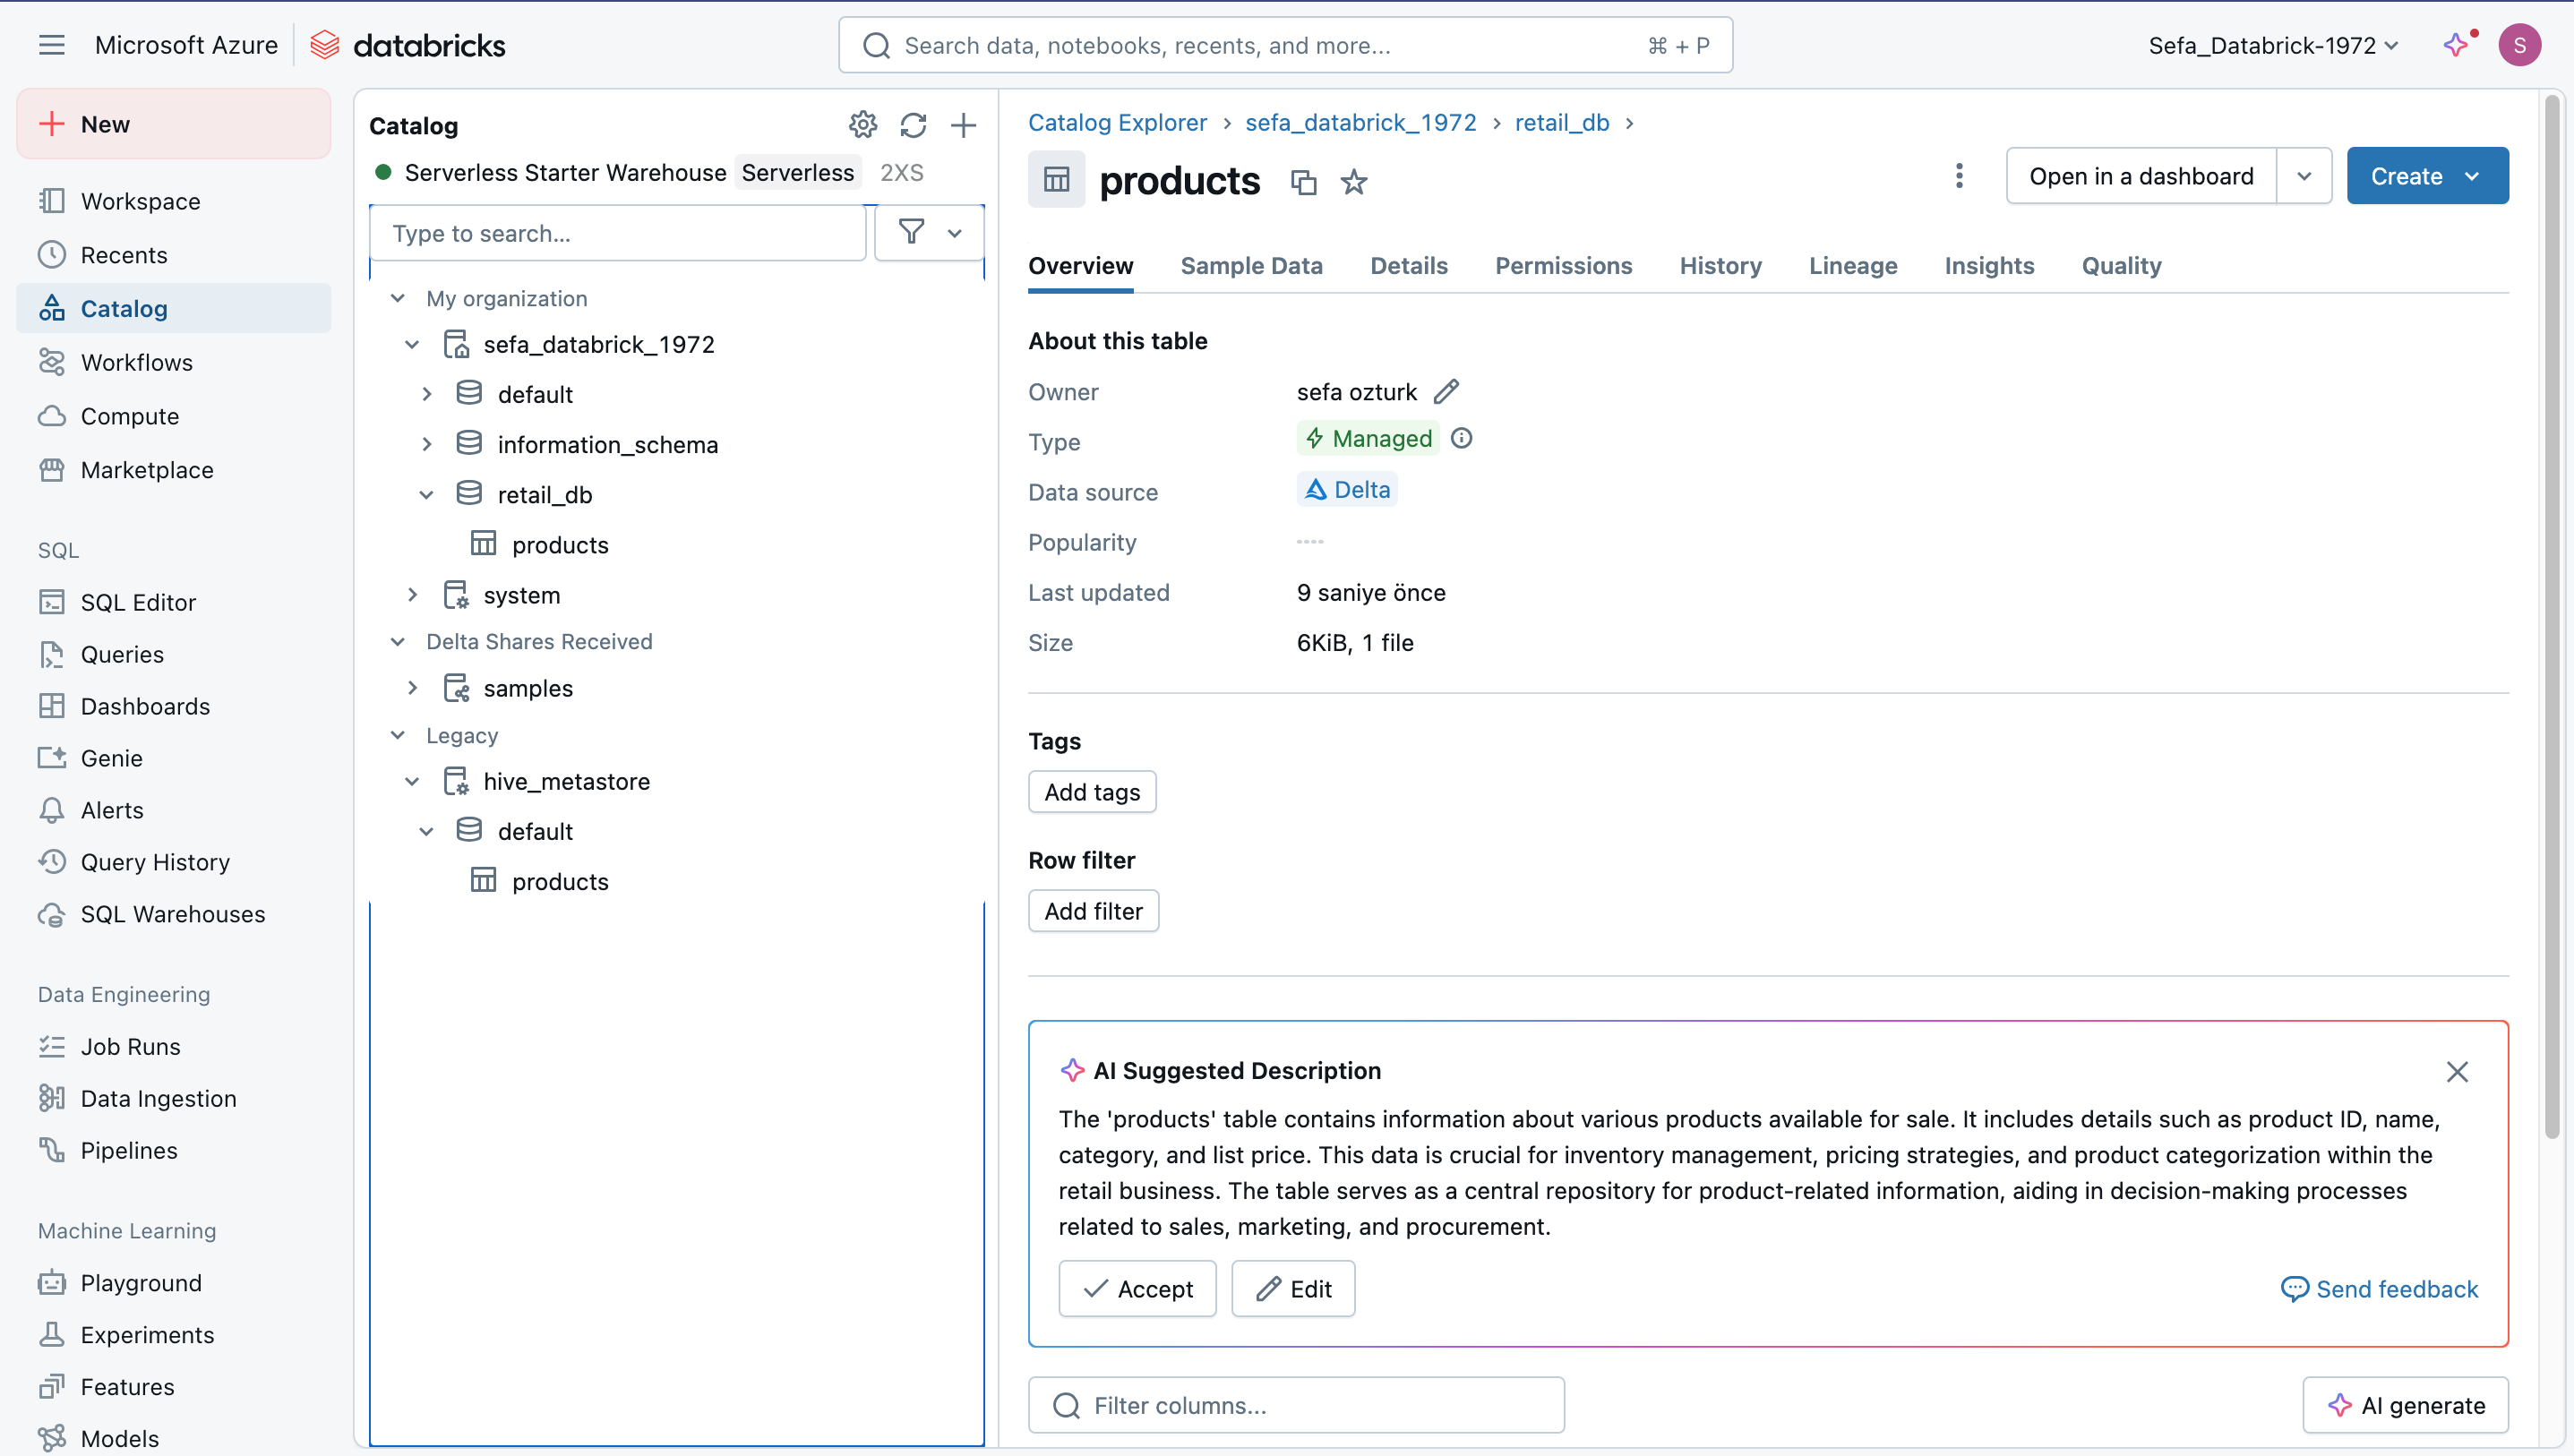 Microsoft Azure
databricks
Search data, notebooks, recents, and more...
⌘ + P
Sefa_Databrick-1972
S
New
Workspace
Recents
Catalog
Workflows
Compute
Marketplace
SQL
SQL Editor
Queries
Dashboards
Genie
Alerts
Query History
SQL Warehouses
Data Engineering
Job Runs
Data Ingestion
Pipelines
Machine Learning
Playground
Experiments
Features
Models
Catalog
Serverless Starter Warehouse Serverless 2XS
Type to search...
My organization
sefa_databrick_1972
default
information_schema
retail_db
products
system
Delta Shares Received
samples
Legacy
hive_metastore
default
products
Catalog Explorer › sefa_databrick_1972 › retail_db ›
products
Open in a dashboard
Create
Overview Sample Data Details Permissions History Lineage Insights Quality
About this table
Owner sefa ozturk
Type Managed
Data source Delta
Popularity
Last updated 9 saniye önce
Size 6KiB, 1 file
Tags
Add tags
Row filter
Add filter
AI Suggested Description
The 'products' table contains information about various products available for sale. It includes details such as product ID, name,
category, and list price. This data is crucial for inventory management, pricing strategies, and product categorization within the
retail business. The table serves as a central repository for product-related information, aiding in decision-making processes
related to sales, marketing, and procurement.
Accept
Edit
Send feedback
Filter columns...
AI generate